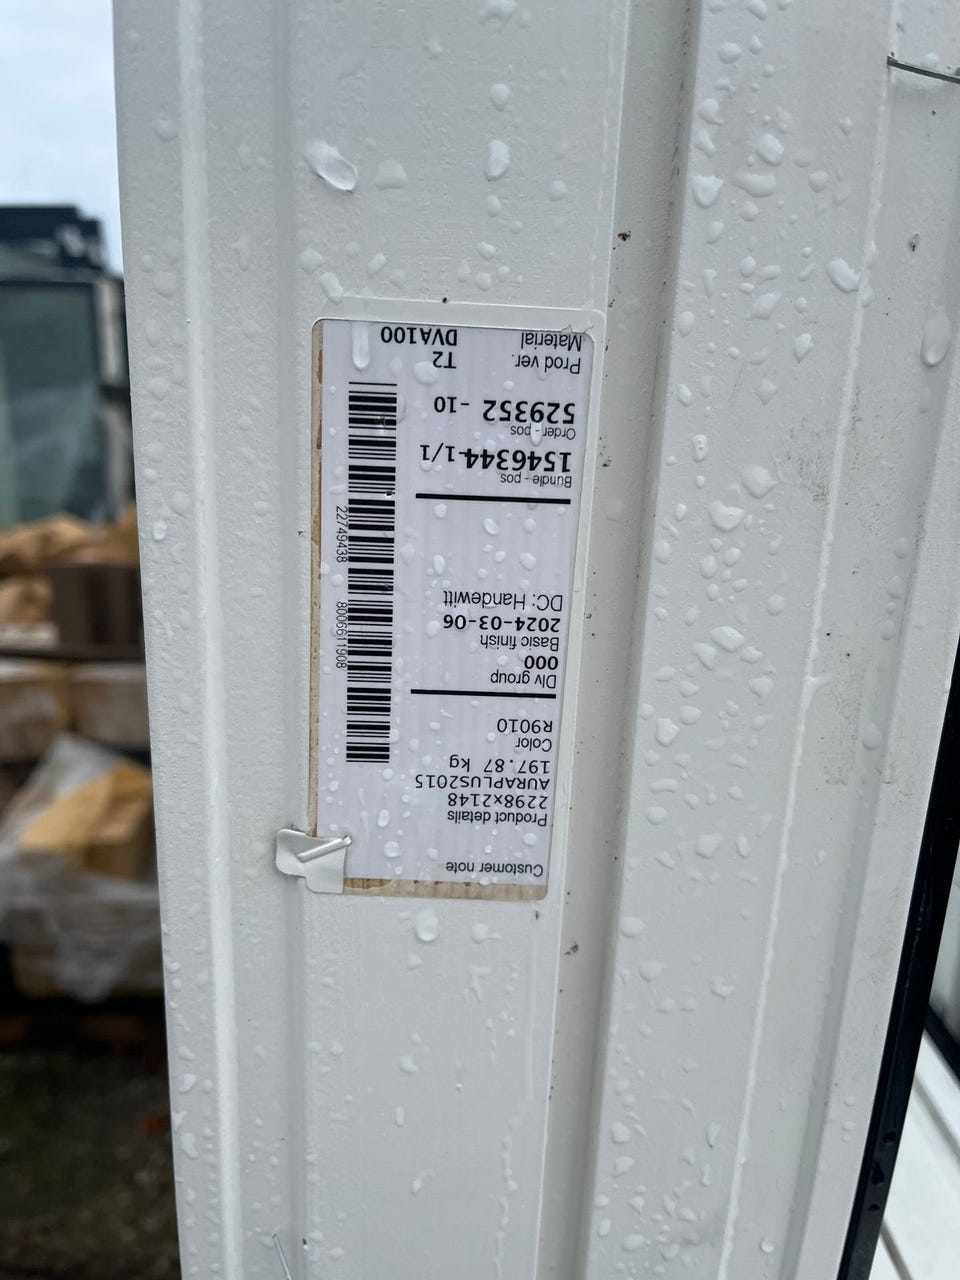 Customer note
Product details
2298x2148
AURAPLUS2015
197.87 kg
Color
R9010
Dlv group
000
Basic finish
2024-03-06
DC: Handewitt
Bundle - pos
1546344-1/1
Order - pos
529352 -10
Prod ver. T2
Material DVA100
8006611908
22749438